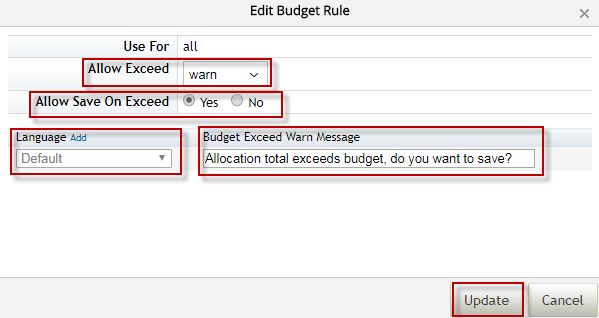 Edit Budget Rule
Use For all
Allow Exceed warn
Allow Save On Exceed Yes No
Language Add Budget Exceed Warn Message
Default Allocation total exceeds budget, do you want to save?
Update Cancel